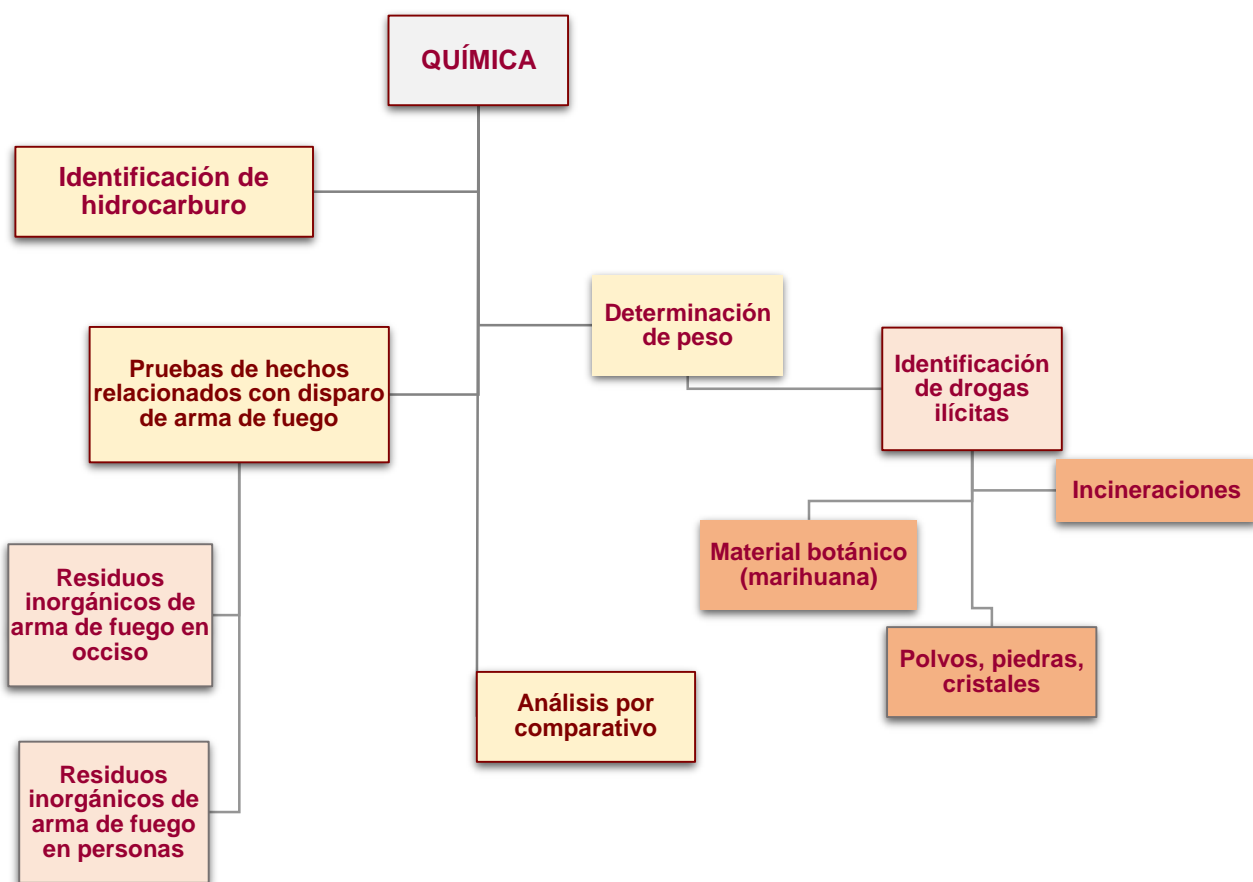 QUÍMICA
Identificación de
hidrocarburo
Determinación
de peso
Pruebas de hechos
relacionados con disparo
de arma de fuego
Identificación
de drogas
ilícitas
Incineraciones
Material botánico
(marihuana)
Residuos
inorgánicos de
arma de fuego en
occiso
Polvos, piedras,
cristales
Análisis por
comparativo
Residuos
inorgánicos de
arma de fuego
en personas